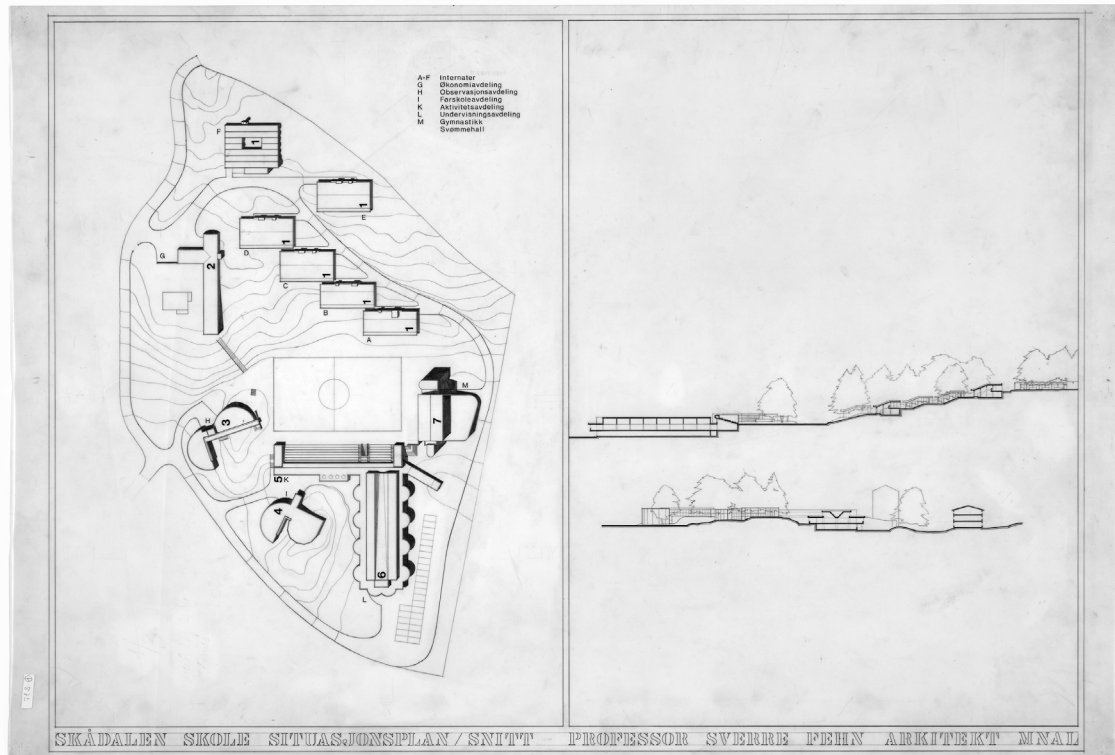 A-F Internater
G Økonomiavdeling
H Observasjonsavdeling
I Førskoleavdeling
K Aktivitetsavdeling
L Undervisningsavdeling
M Gymnastikk
Svømmehall
F
1
1
E
1
D
G
2
1
C
1
B
1
A
M
7
H
3
5
K
I
4
6
L
SKÅDALEN SKOLE SITUASJONSPLAN/SNITT PROFESSOR SVERRE FEHN ARKITEKT MNAL